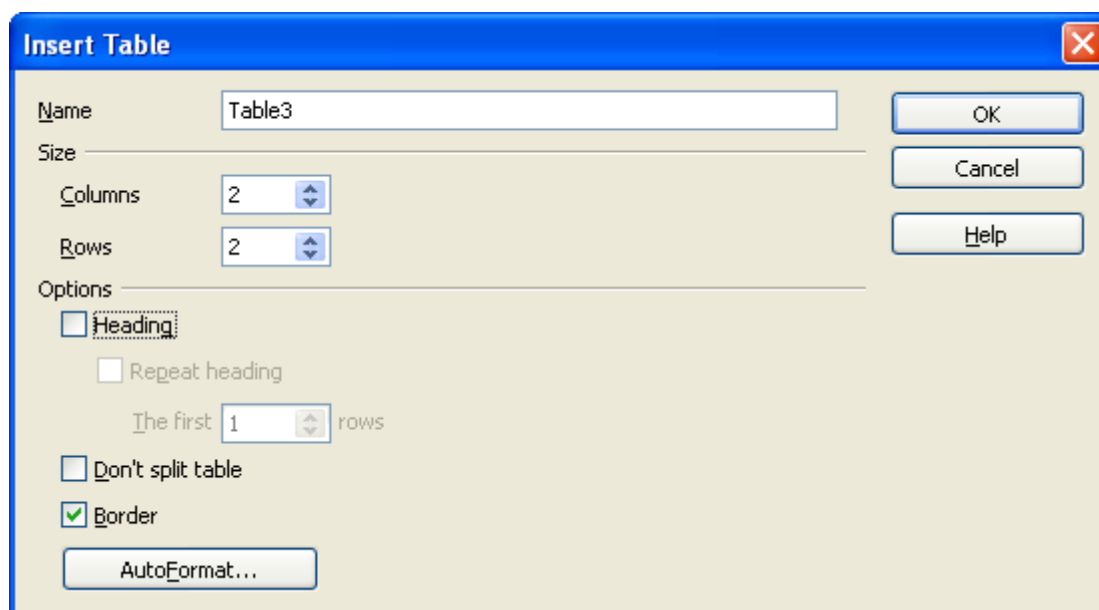 Insert Table
Name Table3 OK
Size
Cancel
Columns 2
Rows 2 Help
Options
Heading
Repeat heading
The first 1 rows
Don't split table
Border
AutoFormat...